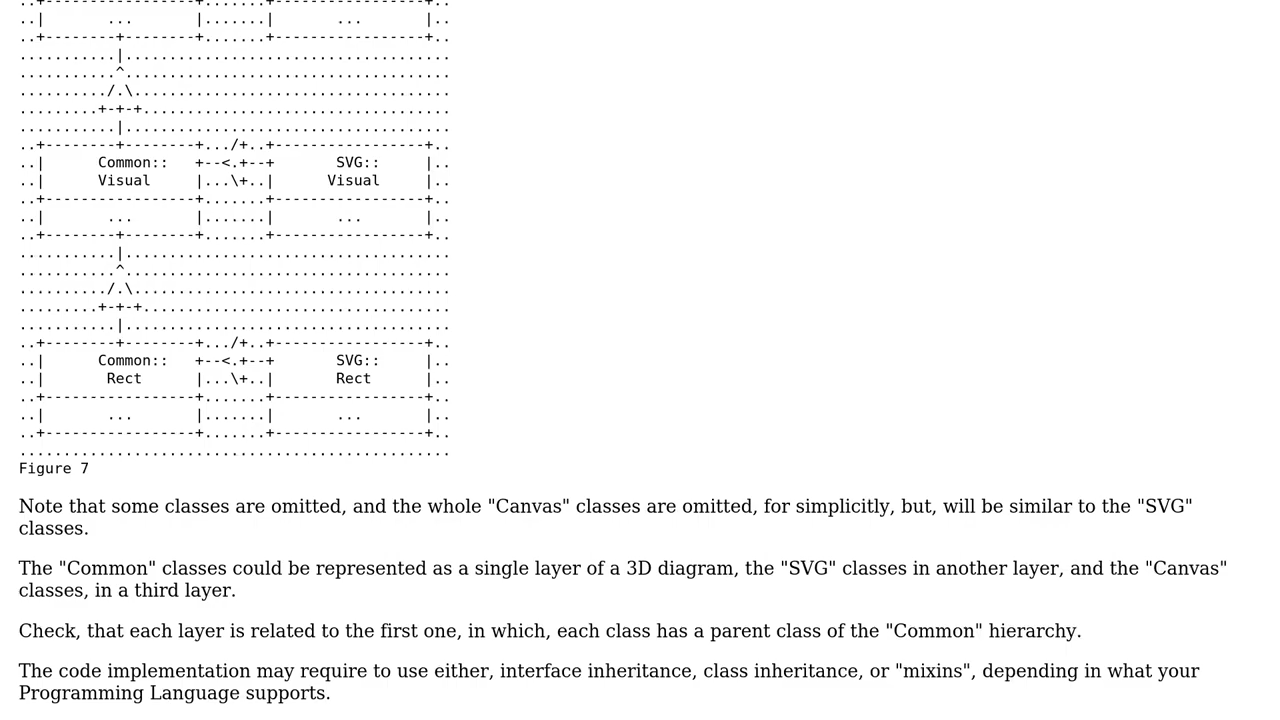 ..+-----------------+.......+-----------------+..
..|       ...       |.......|       ...       |..
..+--------+--------+.......+-----------------+..
...........|.....................................
...........^.....................................
........../.\....................................
.........+-+-+...................................
...........|.....................................
..+--------+--------+.../+..+-----------------+..
..|      Common::   +--<.+--+       SVG::     |..
..|      Visual     |...\+..|      Visual     |..
..+-----------------+.......+-----------------+..
..|       ...       |.......|       ...       |..
..+--------+--------+.......+-----------------+..
...........|.....................................
...........^.....................................
........../.\....................................
.........+-+-+...................................
...........|.....................................
..+--------+--------+.../+..+-----------------+..
..|      Common::   +--<.+--+       SVG::     |..
..|       Rect      |...\+..|       Rect      |..
..+-----------------+.......+-----------------+..
..|       ...       |.......|       ...       |..
..+-----------------+.......+-----------------+..
.................................................
Figure 7
Note that some classes are omitted, and the whole "Canvas" classes are omitted, for simplicitly, but, will be similar to the "SVG"
classes.
The "Common" classes could be represented as a single layer of a 3D diagram, the "SVG" classes in another layer, and the "Canvas"
classes, in a third layer.
Check, that each layer is related to the first one, in which, each class has a parent class of the "Common" hierarchy.
The code implementation may require to use either, interface inheritance, class inheritance, or "mixins", depending in what your
Programming Language supports.